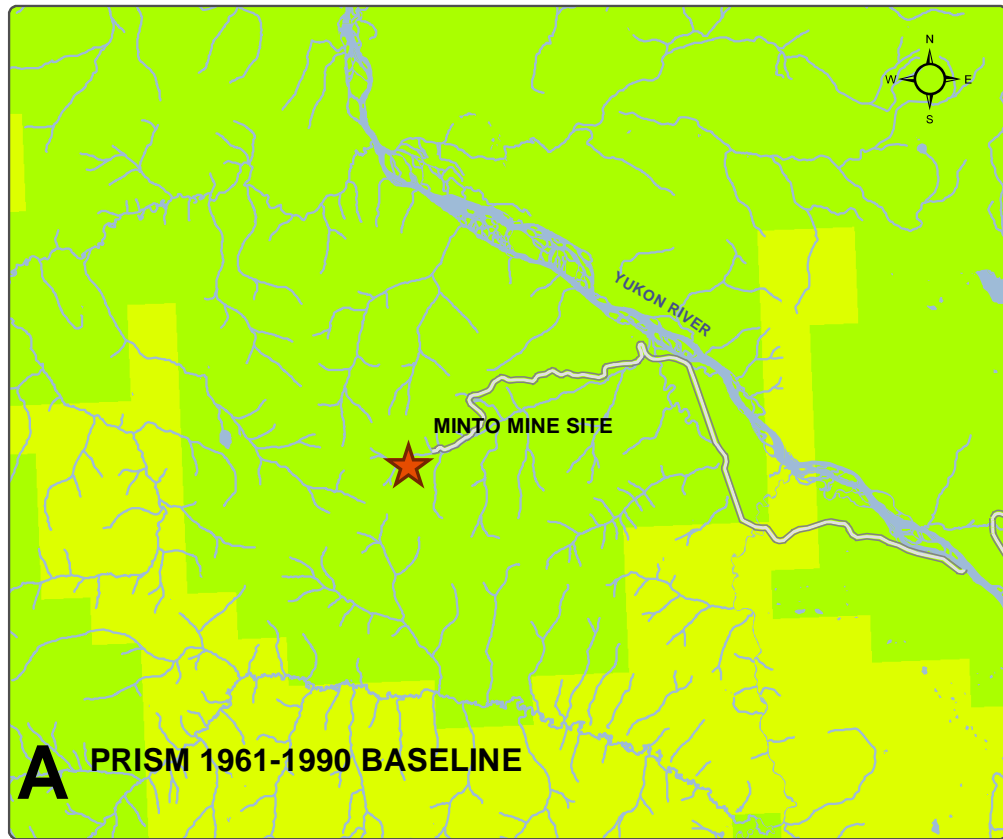 N
W E
S
YUKON RIVER
MINTO MINE SITE
A PRISM 1961-1990 BASELINE